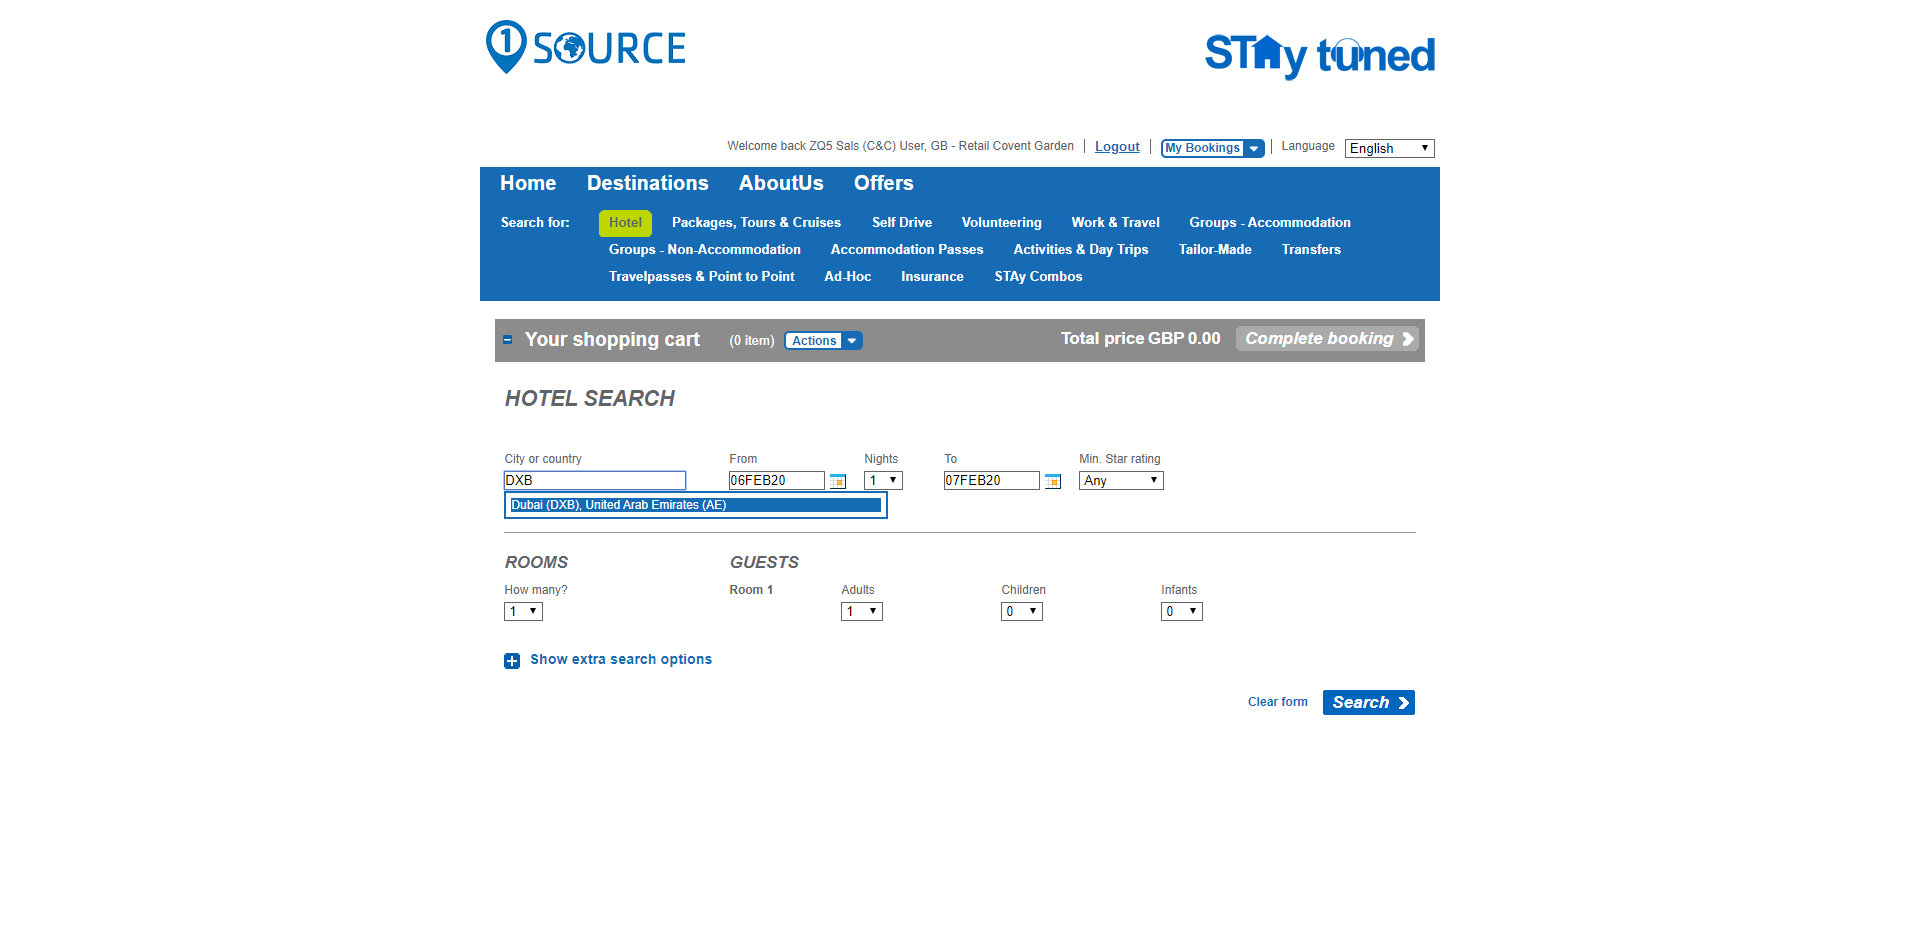 1 SOURCE
STAy tuned
Welcome back ZQ5 Sals (C&C) User, GB - Retail Covent Garden Logout My Bookings Language English
Home Destinations AboutUs Offers
Search for: Hotel Packages, Tours & Cruises Self Drive Volunteering Work & Travel Groups - Accommodation
Groups - Non-Accommodation Accommodation Passes Activities & Day Trips Tailor-Made Transfers
Travelpasses & Point to Point Ad-Hoc Insurance STAy Combos
Your shopping cart (0 item) Actions Total price GBP 0.00 Complete booking
HOTEL SEARCH
City or country From Nights To Min. Star rating
DXB 06FEB20 1 07FEB20 Any
Dubai (DXB), United Arab Emirates (AE)
ROOMS GUESTS
How many? Room 1 Adults Children Infants
1 1 0 0
Show extra search options
Clear form Search